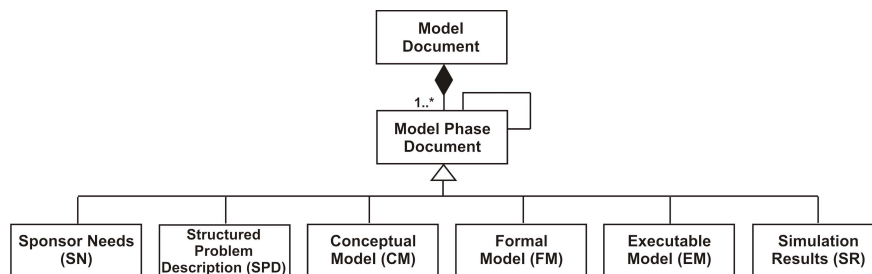 Model
Document
1..*
Model Phase
Document
Sponsor Needs
(SN)
Structured
Problem
Description (SPD)
Conceptual
Model (CM)
Formal
Model (FM)
Executable
Model (EM)
Simulation
Results (SR)